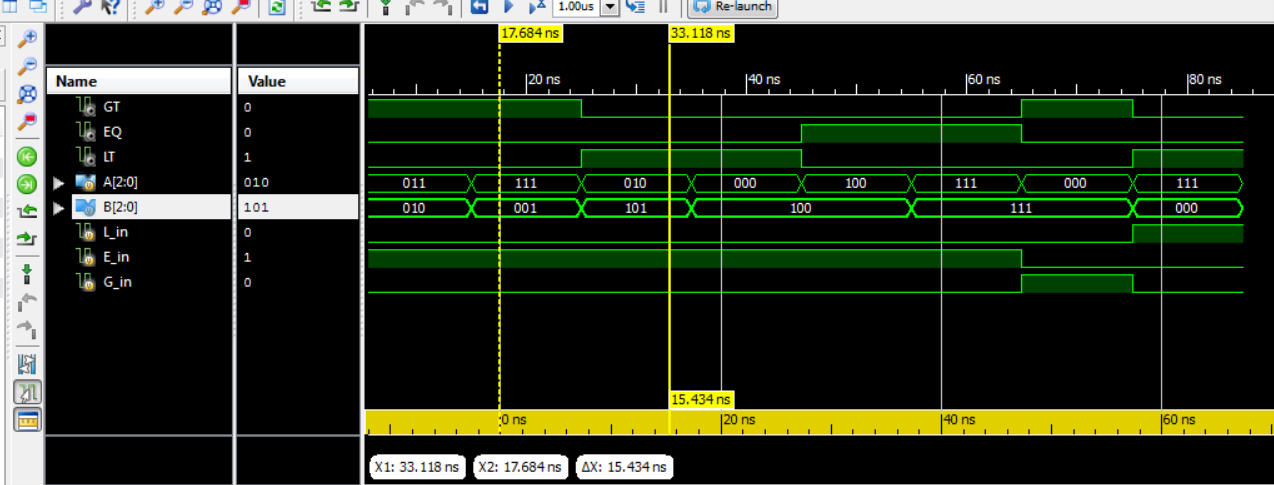 1.00us Re-launch
17.684 ns 33.118 ns
Name Value 20 ns 40 ns 60 ns 80 ns
GT 0
EQ 0
LT 1
A[2:0] 010 011 111 010 000 100 111 000 111
B[2:0] 101 010 001 101 100 111 000
L_in 0
E_in 1
G_in 0
15.434 ns
0 ns 20 ns 40 ns 60 ns
X1: 33.118 ns X2: 17.684 ns ΔX: 15.434 ns